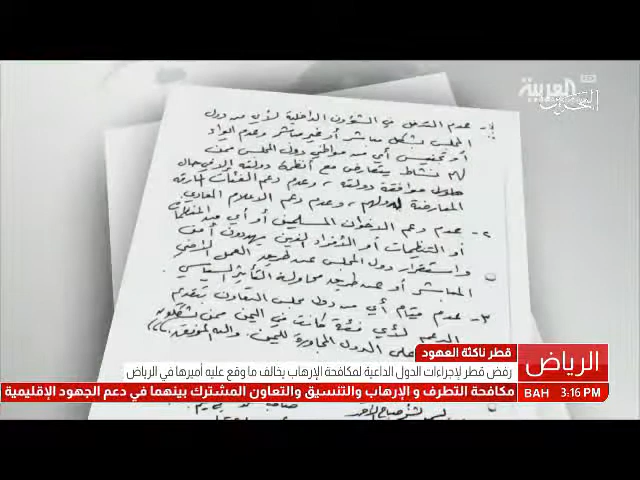 العربية
١- عدم التدخل في الشؤون الداخلية لأي من دول
المجلس بشكل مباشر أو غير مباشر وعدم إيواء
أو تجنيس أي من مواطني دول المجلس ممن
لهم نشاط يتعارض مع أنظمة دولته إلا في حال
موافقة دولته، وعدم دعم الفئات المارقة
المعارضة لدولهم، وعدم دعم الإعلام المعادي.
٢- عدم دعم الإخوان المسلمين أو أي من المنظمات
أو التنظيمات أو الأفراد الذين يهددون أمن
واستقرار دول المجلس عن طريق العمل الأمني
المباشر أو عن طريق محاولة التأثير السياسي
٣- عدم قيام أي من دول مجلس التعاون بتقديم
الدعم لأي فئة كانت في اليمن ممن يشكلون
على الدول المجاورة لليمن. والله الموفق،،،
قطر ناكثة العهود
رفض قطر لإجراءات الدول الداعية لمكافحة الإرهاب يخالف ما وقع عليه أميرها في الرياض
الرياض
مكافحة التطرف و الإرهاب والتنسيق والتعاون المشترك بينهما في دعم الجهود الإقليمية
BAH 3:16 PM